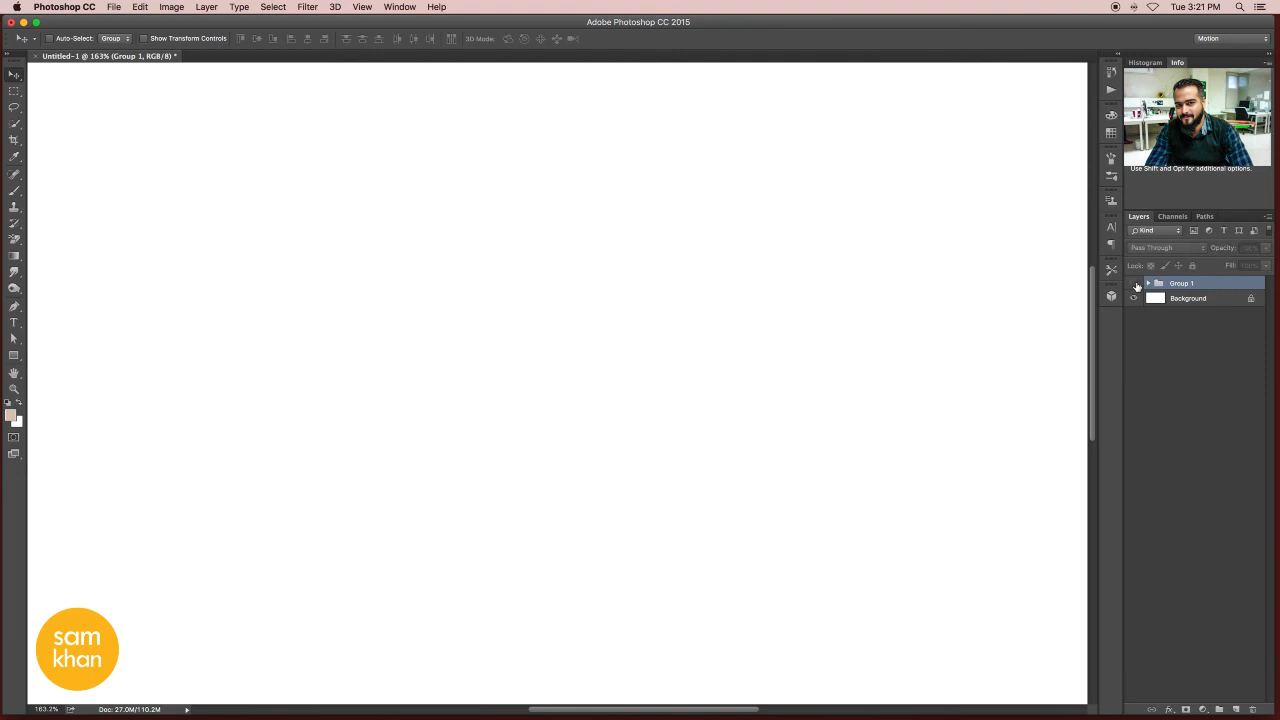 Photoshop CC File Edit Image Layer Type Select Filter 3D View Window Help Tue 3:21 PM
Adobe Photoshop CC 2015
Auto-Select: Group Show Transform Controls 3D Mode: Motion
Untitled-1 @ 163% (Group 1, RGB/8) *
Histogram Info
Use Shift and Opt for additional options.
Layers Channels Paths
Kind
Pass Through Opacity:
Lock: Fill:
Group 1
Background
sam
khan
163.2% Doc: 27.0M/110.2M